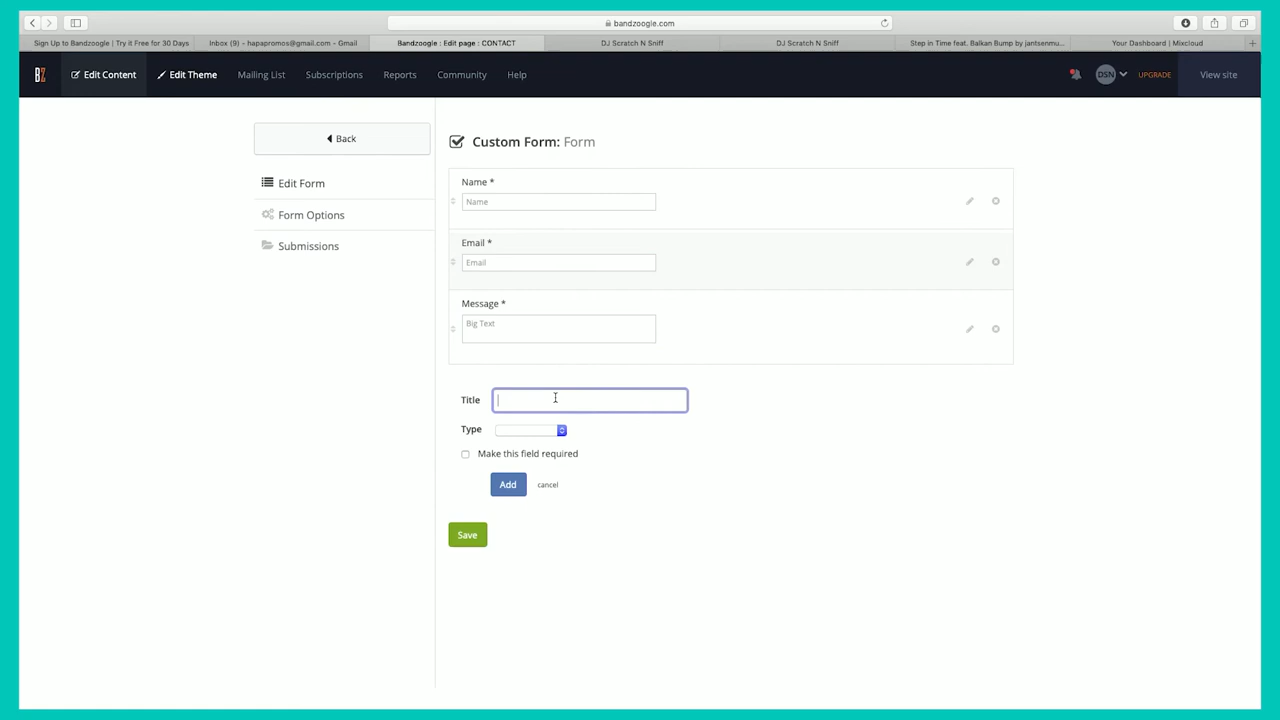 bandzoogle.com
Sign Up to Bandzoogle | Try it Free for 30 Days
Inbox (9) - hapapromos@gmail.com - Gmail
Bandzoogle : Edit page : CONTACT
DJ Scratch N Sniff
DJ Scratch N Sniff
Step in Time feat. Balkan Bump by jantsenmu...
Your Dashboard | Mixcloud
BZ
Edit Content
Edit Theme
Mailing List
Subscriptions
Reports
Community
Help
DSN
UPGRADE
View site
Back
Edit Form
Form Options
Submissions
Custom Form: Form
Name *
Name
Email *
Email
Message *
Big Text
Title
Type
Make this field required
Add
cancel
Save